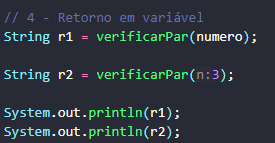 // 4 - Retorno em variável
String r1 = verificarPar(numero);
String r2 = verificarPar(n:3);
System.out.println(r1);
System.out.println(r2);